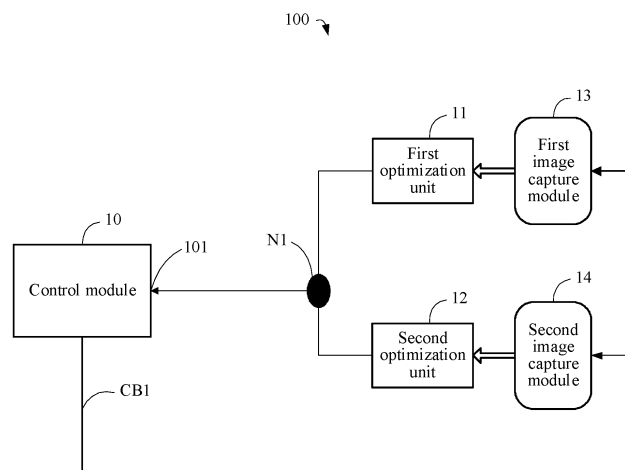 100
13
11
First
image
capture
module
First
optimization
unit
10
101
N1
Control module
14
12
Second
image
capture
module
Second
optimization
unit
CB1